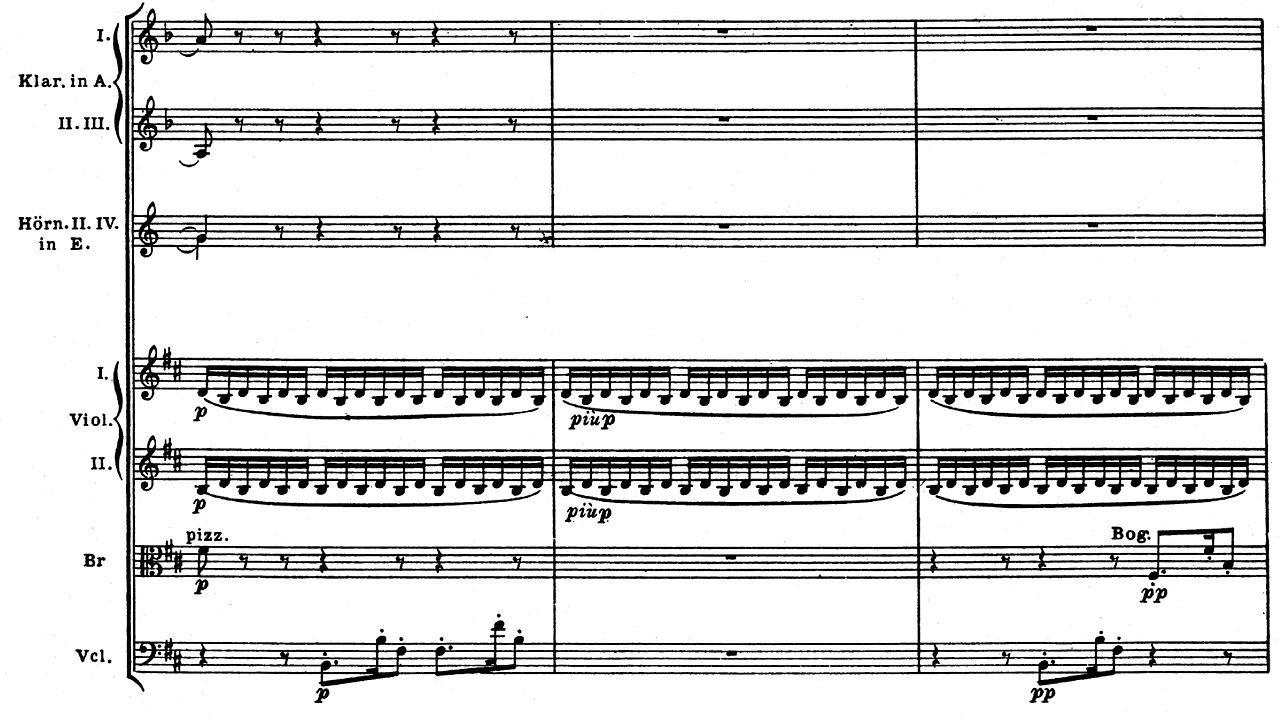 I.
Klar. in A.
II. III.
Hörn. II. IV.
in E.
I.
p
più p
Viol.
II.
p
più p
pizz.
Bog.
Br
p
pp
Vcl.
p
pp